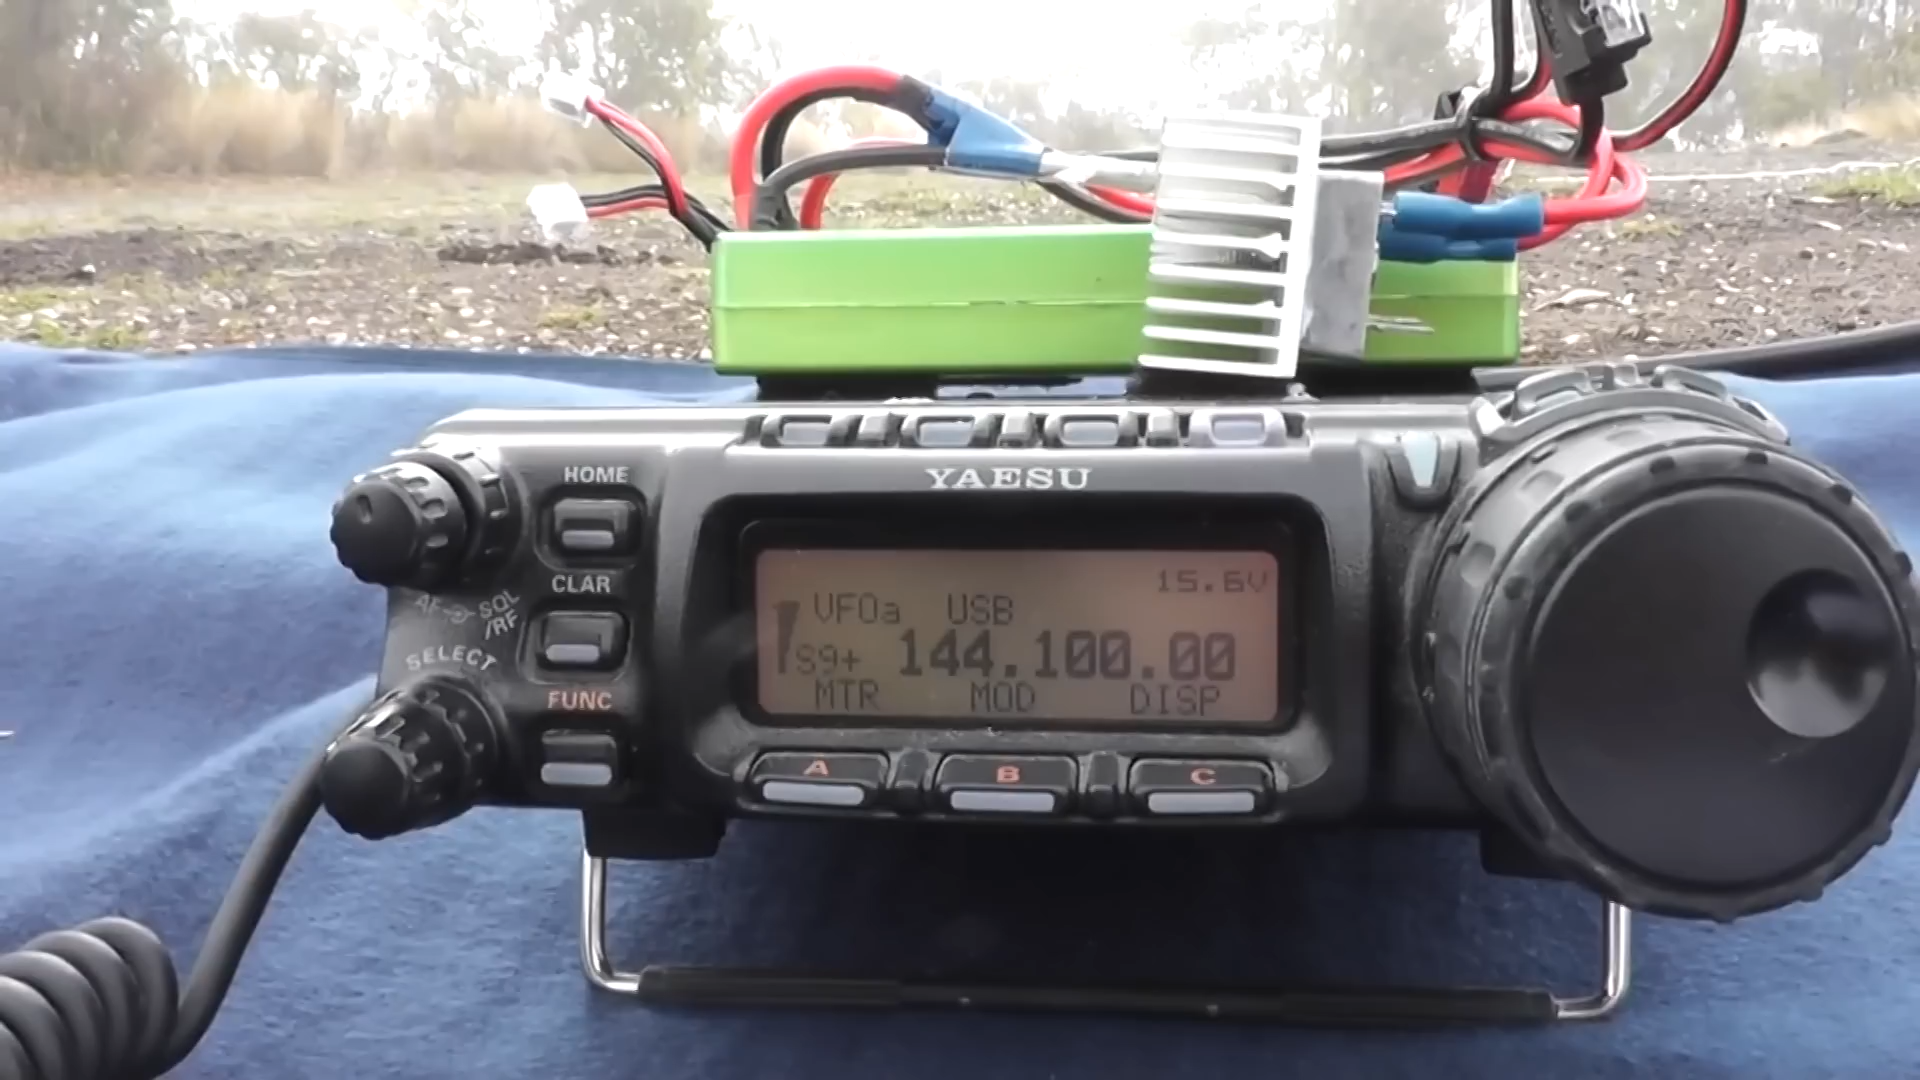 HOME
YAESU
CLAR
15.6V
VFOa USB
AF SQL
/RF
S9+ 144.100.00
SELECT
MTR MOD DISP
FUNC
A B C